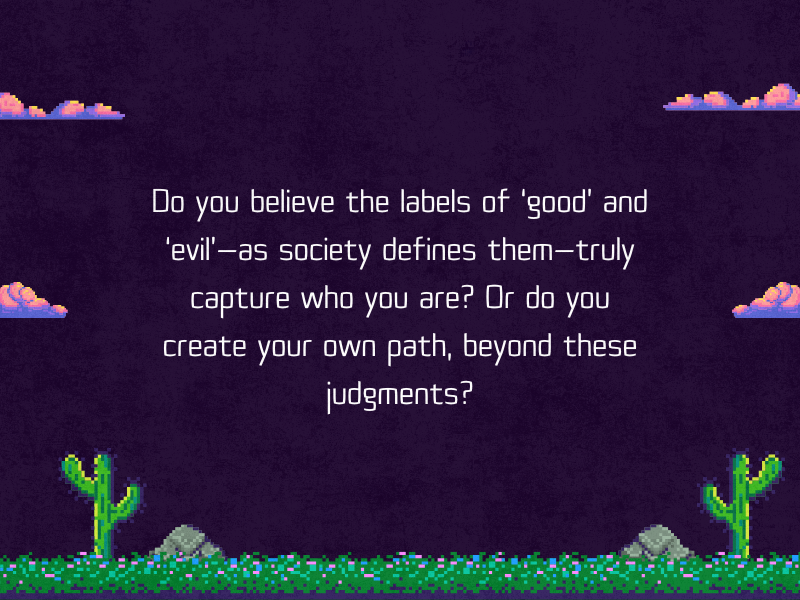 Do you believe the labels of ‘good’ and
‘evil’—as society defines them—truly
capture who you are? Or do you
create your own path, beyond these
judgments?